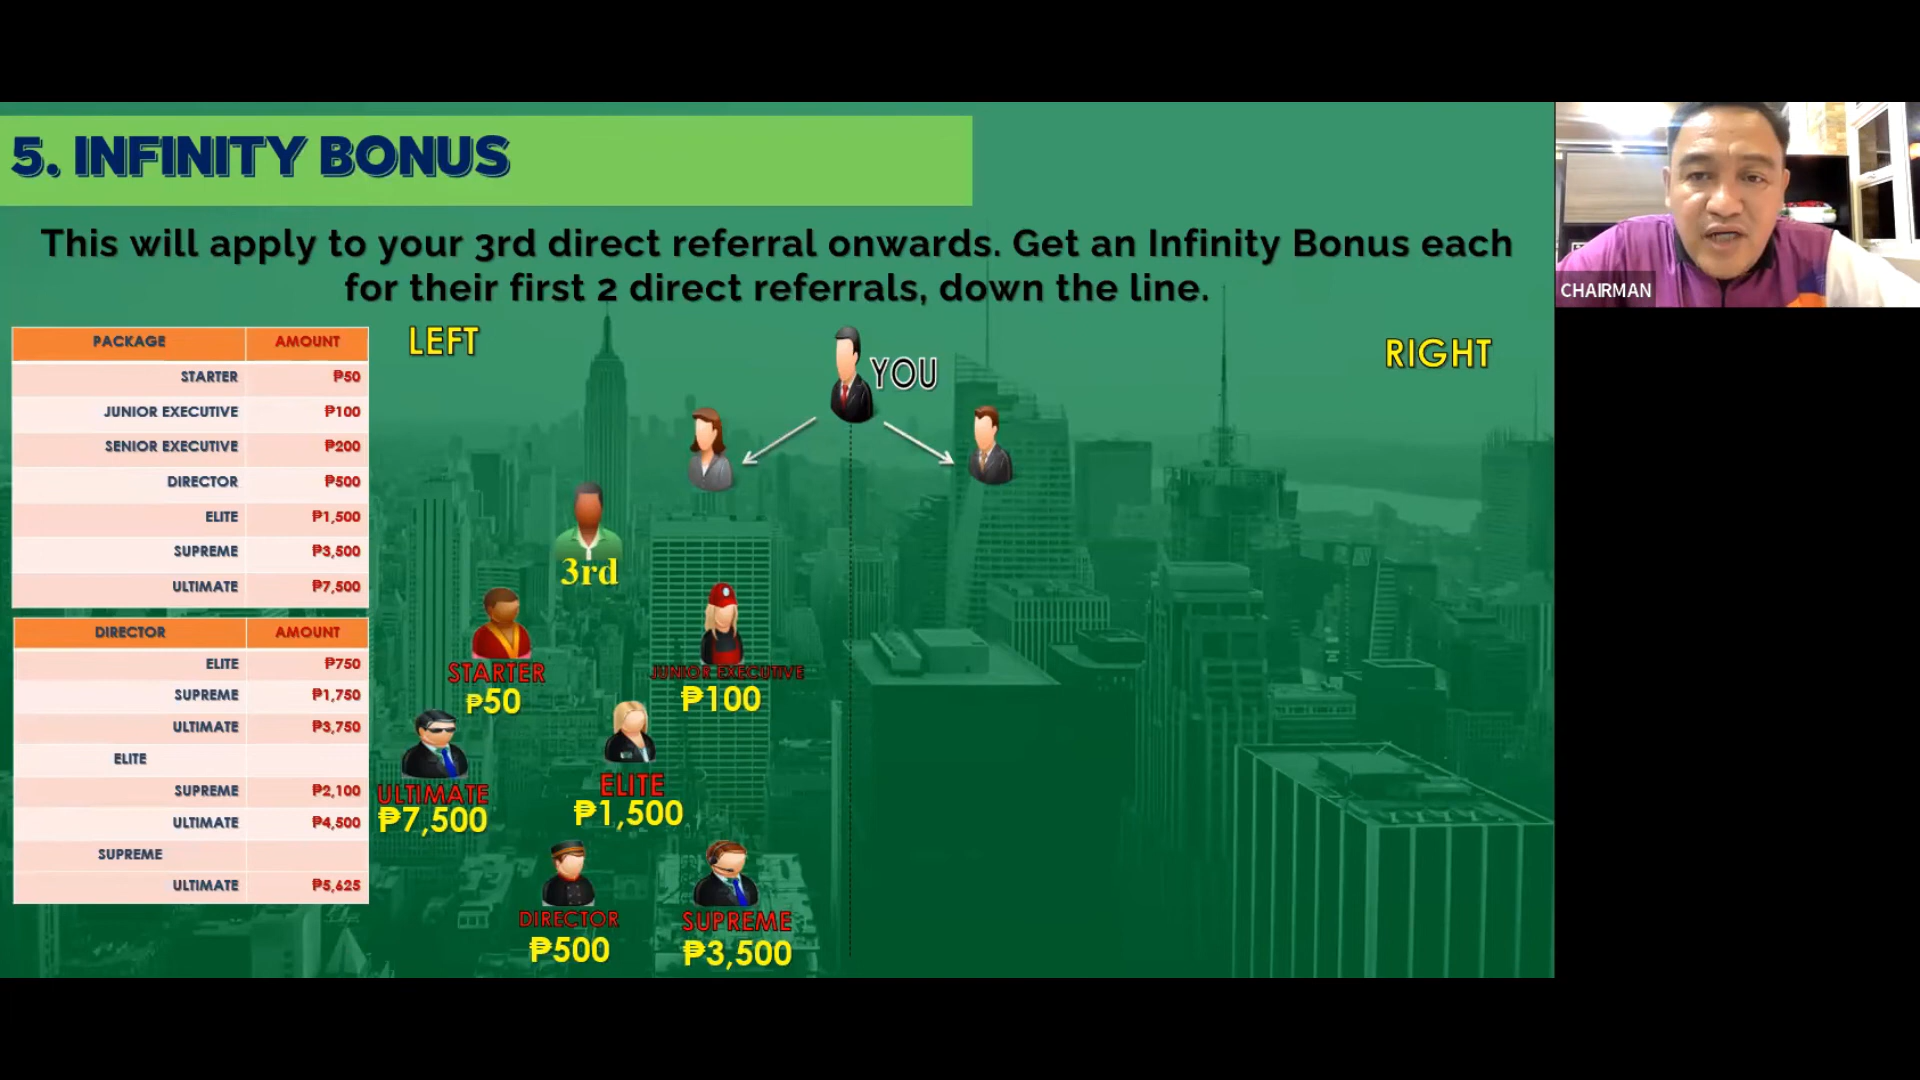 5. INFINITY BONUS
This will apply to your 3rd direct referral onwards. Get an Infinity Bonus each
for their first 2 direct referrals, down the line.
CHAIRMAN
PACKAGE AMOUNT
STARTER ₱50
JUNIOR EXECUTIVE ₱100
SENIOR EXECUTIVE ₱200
DIRECTOR ₱500
ELITE ₱1,500
SUPREME ₱3,500
ULTIMATE ₱7,500
DIRECTOR AMOUNT
ELITE ₱750
SUPREME ₱1,750
ULTIMATE ₱3,750
ELITE
SUPREME ₱2,100
ULTIMATE ₱4,500
SUPREME
ULTIMATE ₱5,625
LEFT
YOU
RIGHT
3rd
STARTER
₱50
JUNIOR EXECUTIVE
₱100
ULTIMATE
₱7,500
ELITE
₱1,500
DIRECTOR
₱500
SUPREME
₱3,500